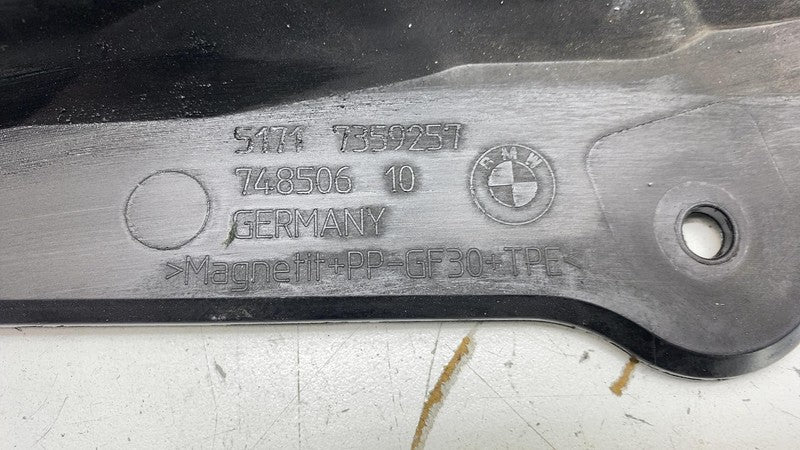 5171 7359257
748506 10
BMW
GERMANY
>Magnetit+PP-GF30+TPE<